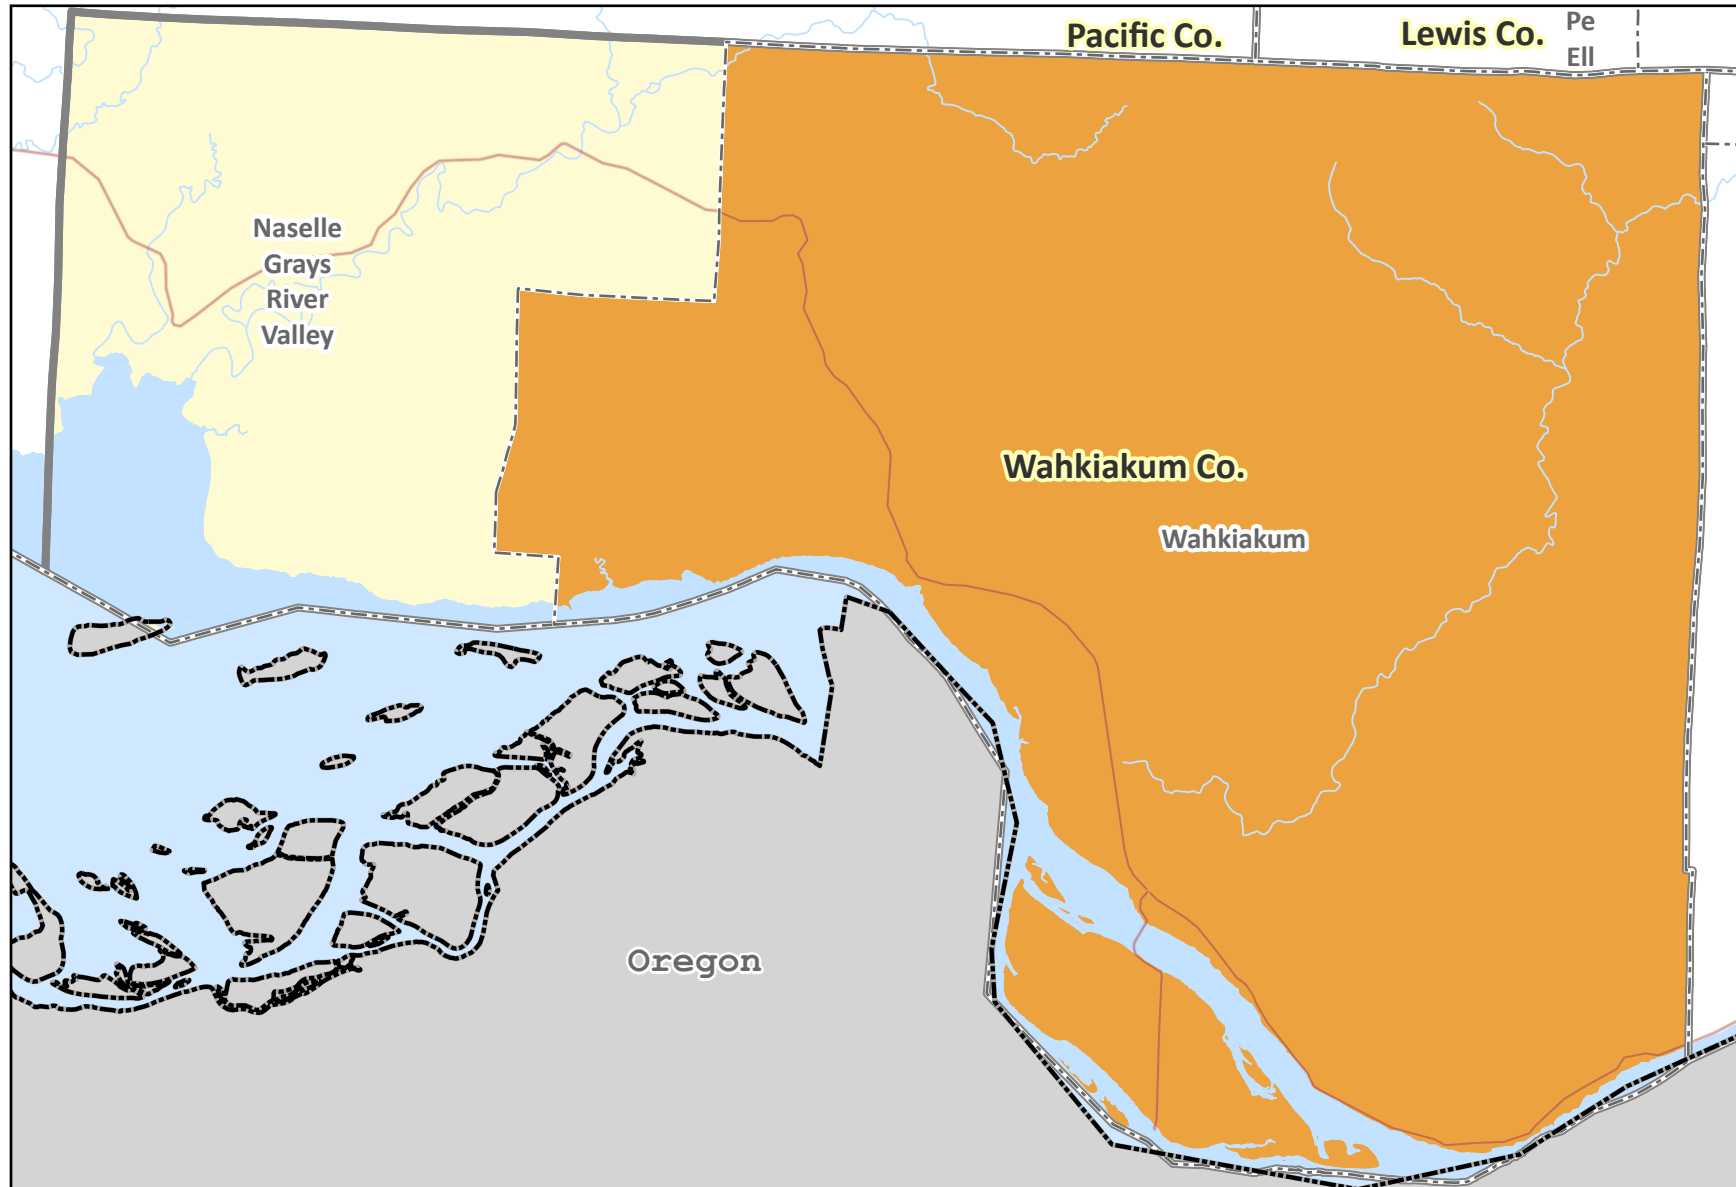 Pacific Co.
Lewis Co.
Pe
Ell
Naselle
Grays
River
Valley
Wahkiakum Co.
Wahkiakum
Oregon